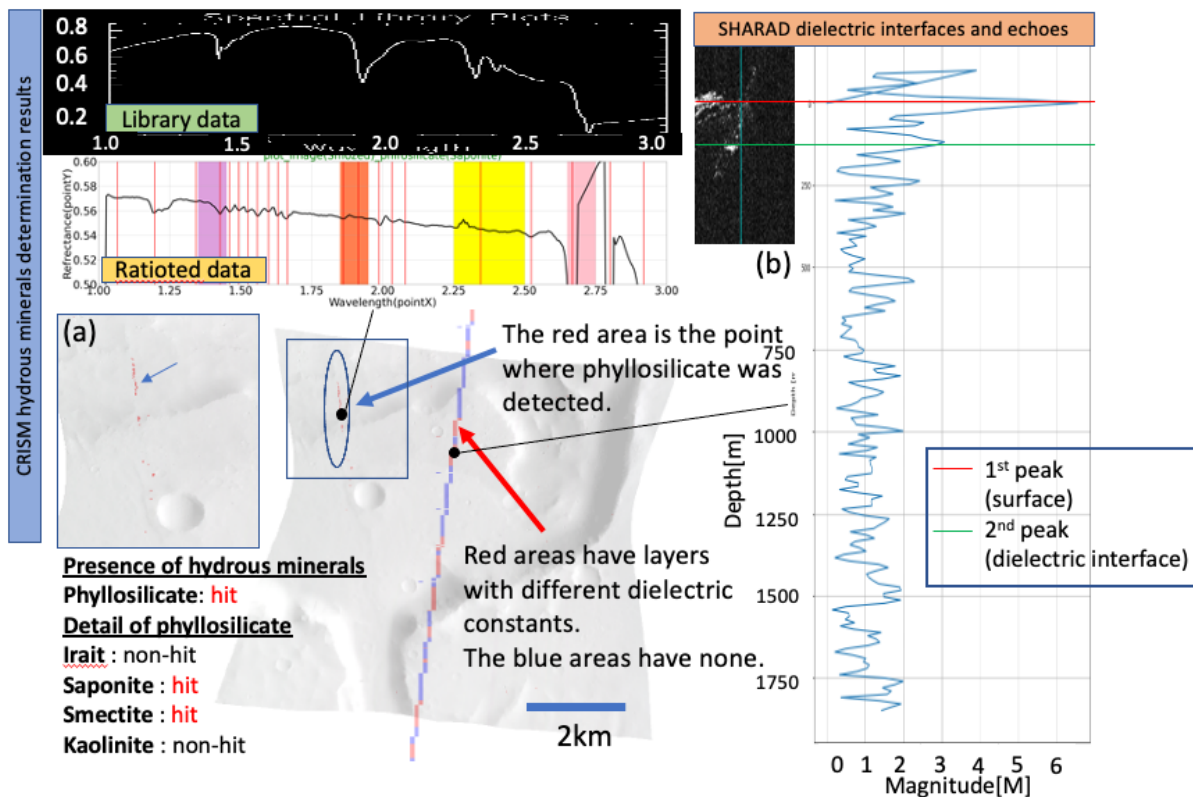 CRISM hydrous minerals determination results
Spectral Library Plots
0.8
0.6
0.4
0.2
Library data
1.0 1.5 2.0 2.5 3.0
plot_image(Smozed)_phirosilicate(Saponite)
0.60
0.58
0.56
0.54
0.52
0.50
Refrectance(pointY)
Ratioted data
1.00 1.25 1.50 1.75 2.00 2.25 2.50 2.75 3.00
Wavelength(pointX)
(a)
The red area is the point
where phyllosilicate was
detected.
Red areas have layers
with different dielectric
constants.
The blue areas have none.
2km
Presence of hydrous minerals
Phyllosilicate: hit
Detail of phyllosilicate
Irait : non-hit
Saponite : hit
Smectite : hit
Kaolinite : non-hit
SHARAD dielectric interfaces and echoes
(b)
0
250
500
750
1000
1250
1500
1750
Depth[m]
0 1 2 3 4 5 6
Magnitude[M]
1st peak
(surface)
2nd peak
(dielectric interface)